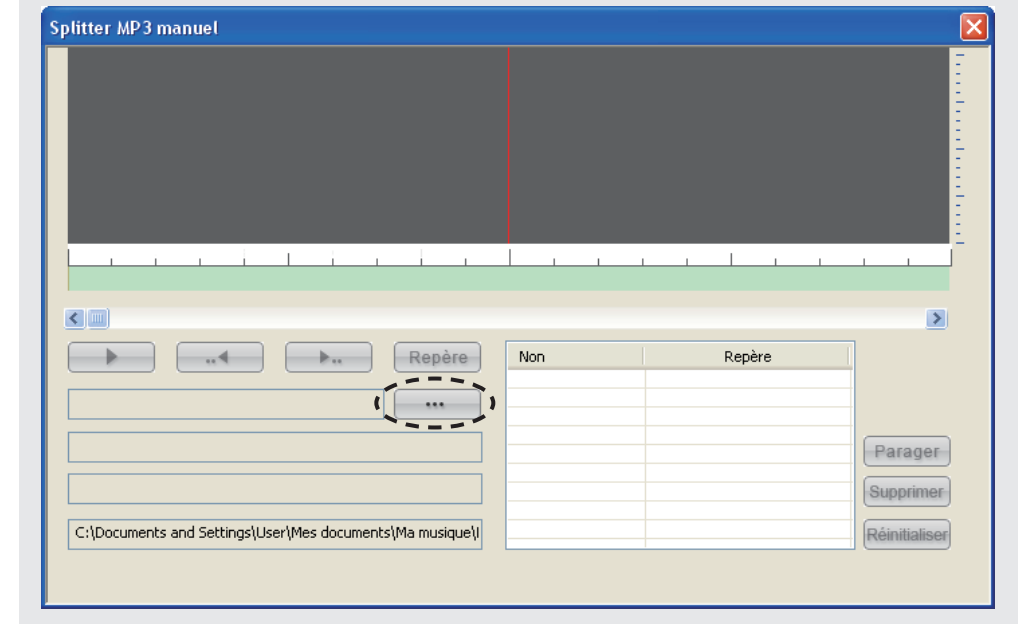 Splitter MP3 manuel
..
..
Repère
Non Repère
...
Parager
Supprimer
C:\Documents and Settings\User\Mes documents\Ma musique\I
Réinitialiser